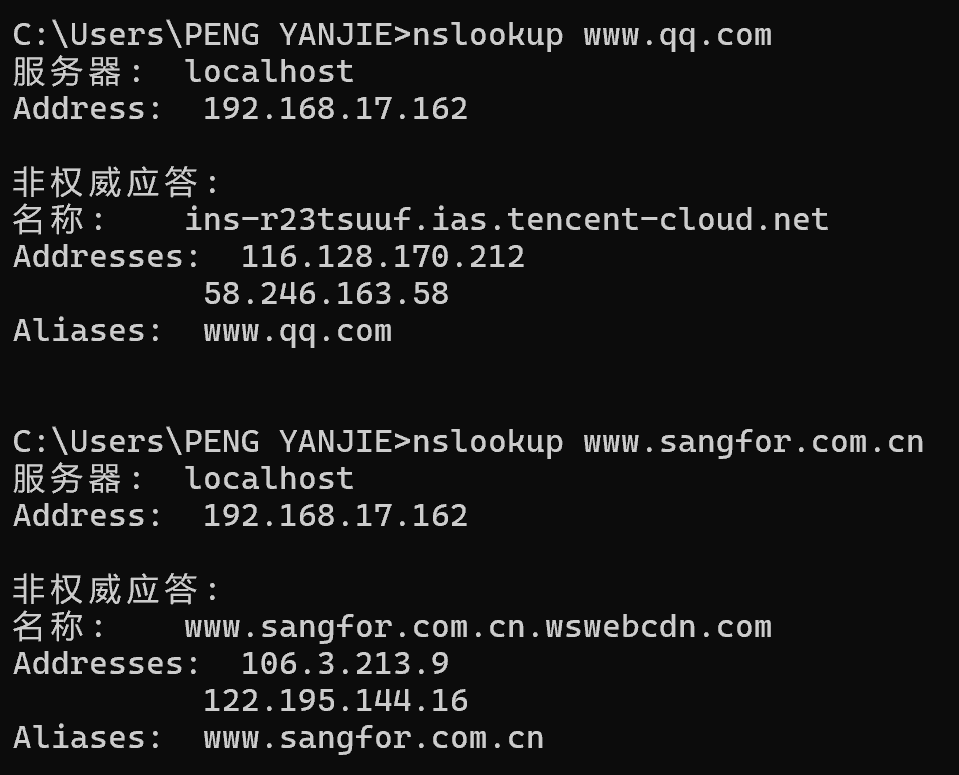 C:\Users\PENG YANJIE>nslookup www.qq.com
服务器:  localhost
Address:  192.168.17.162
非权威应答:
名称:    ins-r23tsuuf.ias.tencent-cloud.net
Addresses:  116.128.170.212
          58.246.163.58
Aliases:  www.qq.com
C:\Users\PENG YANJIE>nslookup www.sangfor.com.cn
服务器:  localhost
Address:  192.168.17.162
非权威应答:
名称:    www.sangfor.com.cn.wswebcdn.com
Addresses:  106.3.213.9
          122.195.144.16
Aliases:  www.sangfor.com.cn